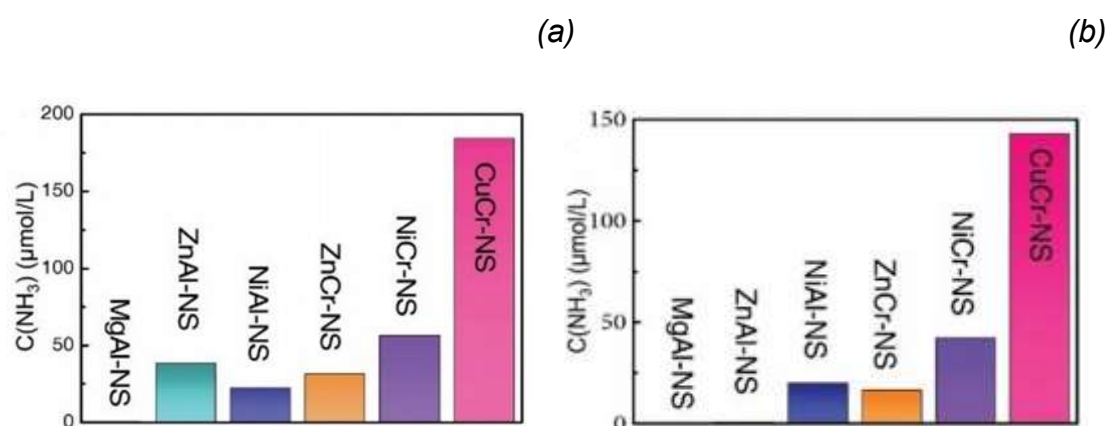 (a)
(b)
C(NH₃) (μmol/L)
200
150
100
50
0
MgAl-NS
ZnAl-NS
NiAl-NS
ZnCr-NS
NiCr-NS
CuCr-NS
C(NH₃) (μmol/L)
150
100
50
0
MgAl-NS
ZnAl-NS
NiAl-NS
ZnCr-NS
NiCr-NS
CuCr-NS